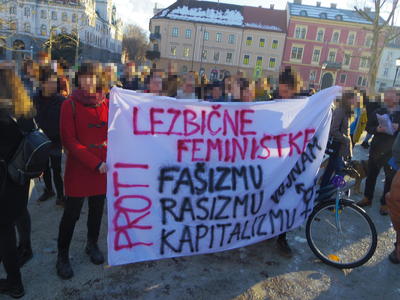 LEZBIČNE
FEMINISTKE
PROTI
FAŠIZMU
RASIZMU
KAPITALIZMU
VOJNAM